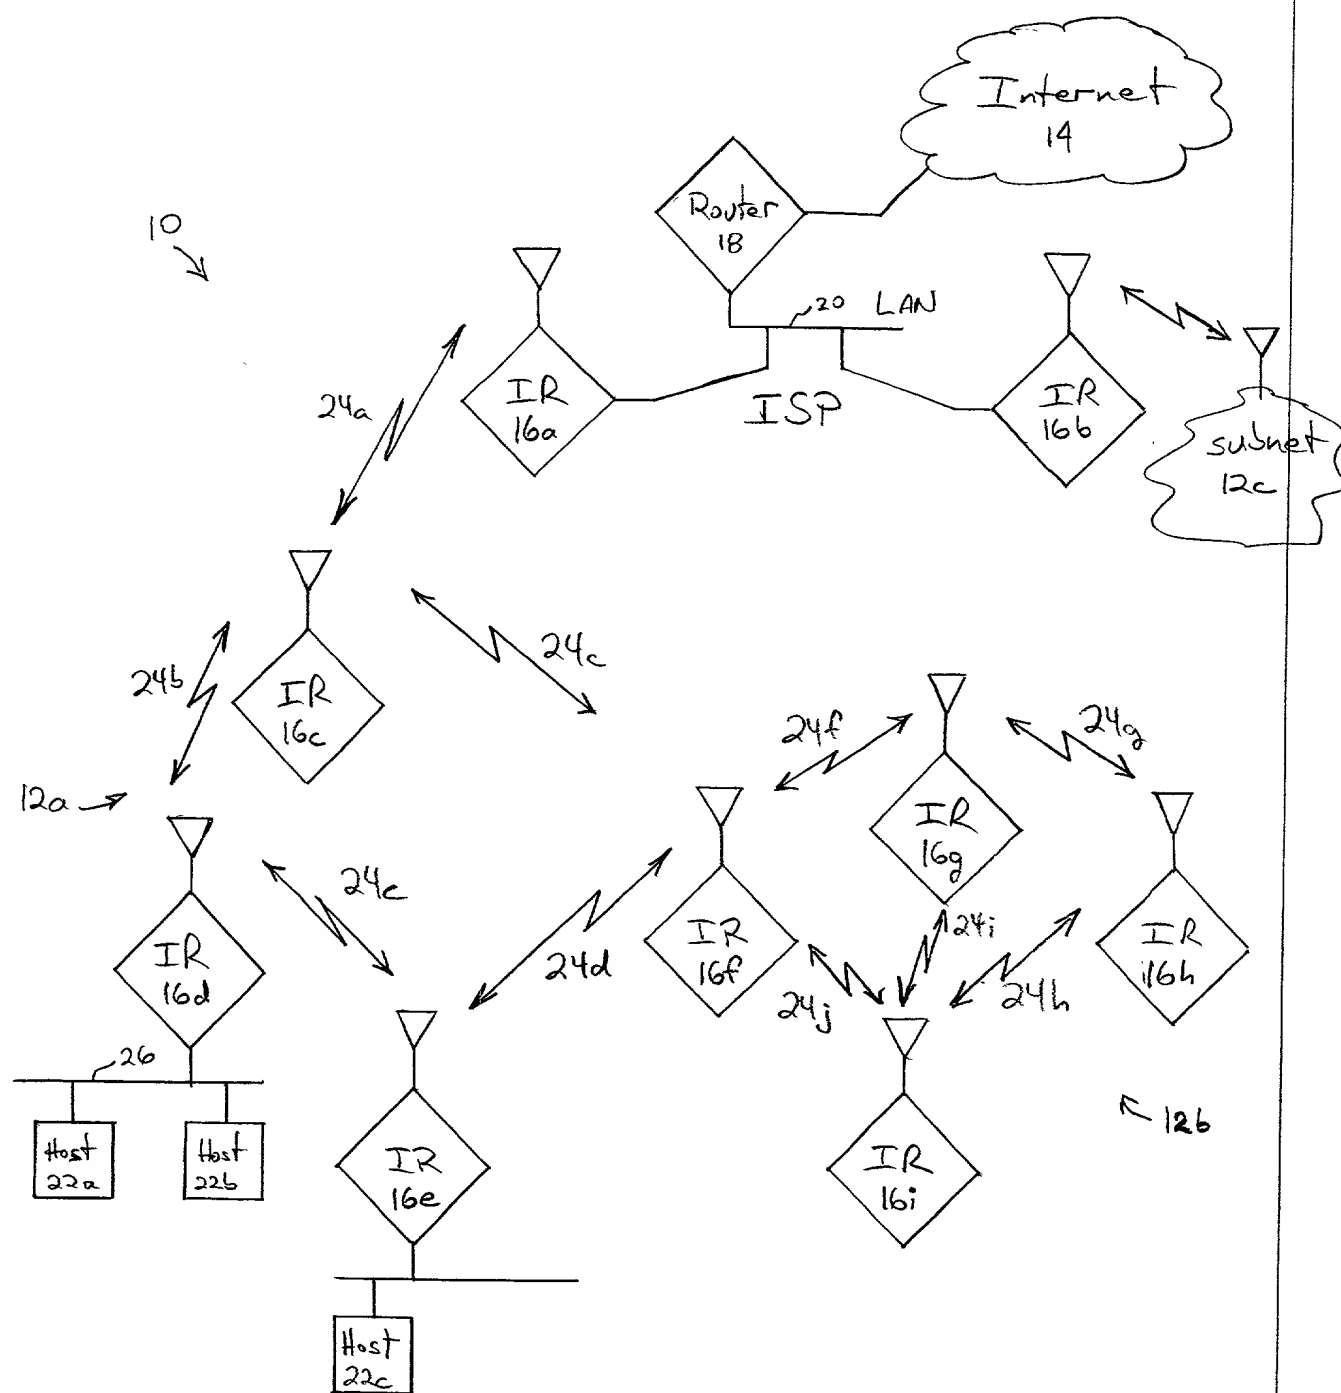 Internet
14
Router
18
10
20 LAN
IR
16a
ISP
IR
16b
24a
subnet
12c
24b
24c
IR
16c
24f
24g
12a
IR
16g
24e
IR
16d
24d
IR
16f
24i
IR
16h
24j
24h
26
12b
Host
22a
Host
22b
IR
16e
IR
16i
Host
22c